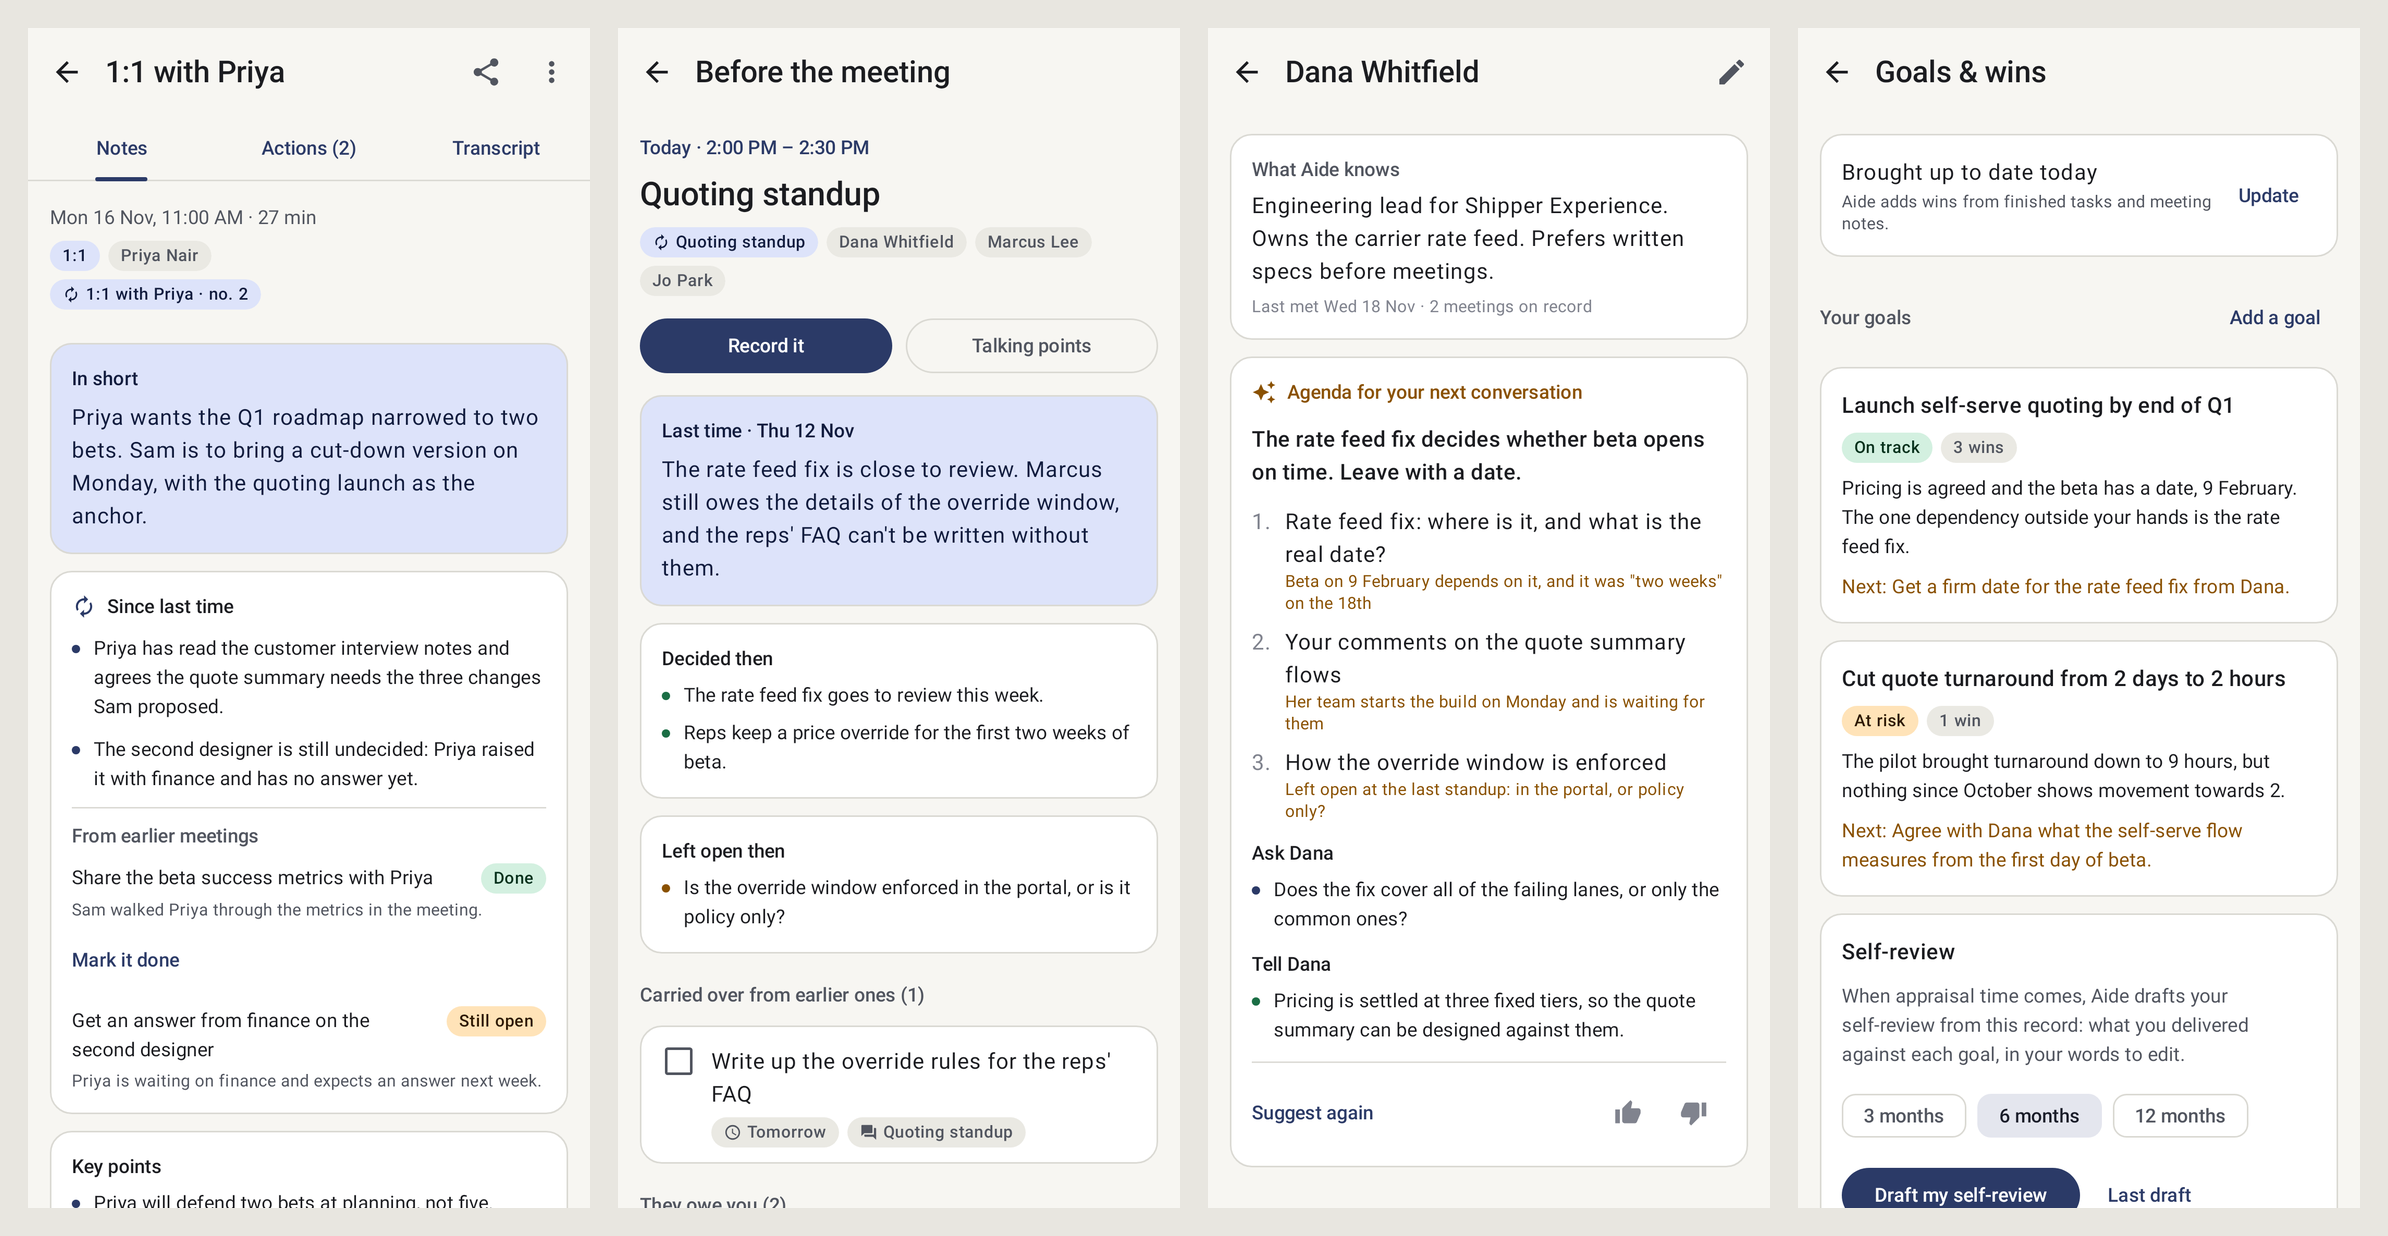 1:1 with Priya
Notes
Actions (2)
Transcript
Mon 16 Nov, 11:00 AM · 27 min
1:1
Priya Nair
1:1 with Priya · no. 2
In short
Priya wants the Q1 roadmap narrowed to two
bets. Sam is to bring a cut-down version on
Monday, with the quoting launch as the
anchor.
Since last time
Priya has read the customer interview notes and
agrees the quote summary needs the three changes
Sam proposed.
The second designer is still undecided: Priya raised
it with finance and has no answer yet.
From earlier meetings
Share the beta success metrics with Priya
Done
Sam walked Priya through the metrics in the meeting.
Mark it done
Get an answer from finance on the
second designer
Still open
Priya is waiting on finance and expects an answer next week.
Key points
Priya will defend two bets at planning, not five.
Before the meeting
Today · 2:00 PM – 2:30 PM
Quoting standup
Quoting standup
Dana Whitfield
Marcus Lee
Jo Park
Record it
Talking points
Last time · Thu 12 Nov
The rate feed fix is close to review. Marcus
still owes the details of the override window,
and the reps' FAQ can't be written without
them.
Decided then
The rate feed fix goes to review this week.
Reps keep a price override for the first two weeks of
beta.
Left open then
Is the override window enforced in the portal, or is it
policy only?
Carried over from earlier ones (1)
Write up the override rules for the reps'
FAQ
Tomorrow
Quoting standup
They owe you (2)
Dana Whitfield
What Aide knows
Engineering lead for Shipper Experience.
Owns the carrier rate feed. Prefers written
specs before meetings.
Last met Wed 18 Nov · 2 meetings on record
Agenda for your next conversation
The rate feed fix decides whether beta opens
on time. Leave with a date.
1. Rate feed fix: where is it, and what is the
real date?
Beta on 9 February depends on it, and it was "two weeks"
on the 18th
2. Your comments on the quote summary
flows
Her team starts the build on Monday and is waiting for
them
3. How the override window is enforced
Left open at the last standup: in the portal, or policy
only?
Ask Dana
Does the fix cover all of the failing lanes, or only the
common ones?
Tell Dana
Pricing is settled at three fixed tiers, so the quote
summary can be designed against them.
Suggest again
Goals & wins
Brought up to date today
Aide adds wins from finished tasks and meeting
notes.
Update
Your goals
Add a goal
Launch self-serve quoting by end of Q1
On track
3 wins
Pricing is agreed and the beta has a date, 9 February.
The one dependency outside your hands is the rate
feed fix.
Next: Get a firm date for the rate feed fix from Dana.
Cut quote turnaround from 2 days to 2 hours
At risk
1 win
The pilot brought turnaround down to 9 hours, but
nothing since October shows movement towards 2.
Next: Agree with Dana what the self-serve flow
measures from the first day of beta.
Self-review
When appraisal time comes, Aide drafts your
self-review from this record: what you delivered
against each goal, in your words to edit.
3 months
6 months
12 months
Draft my self-review
Last draft